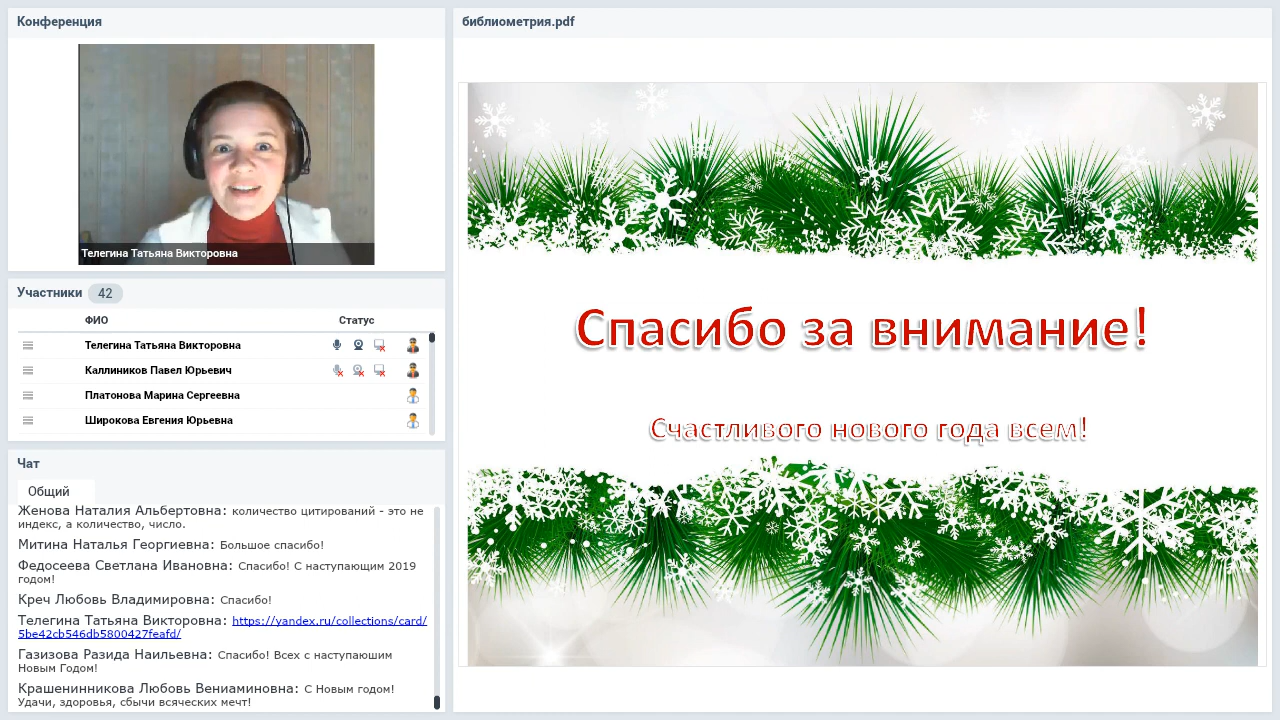 Конференция
Телегина Татьяна Викторовна
Участники 42
ФИО Статус
Телегина Татьяна Викторовна
Каллиников Павел Юрьевич
Платонова Марина Сергеевна
Широкова Евгения Юрьевна
Чат
Общий
Женова Наталия Альбертовна: количество цитирований - это не
индекс, а количество, число.
Митина Наталья Георгиевна: Большое спасибо!
Федосеева Светлана Ивановна: Спасибо! С наступающим 2019
годом!
Креч Любовь Владимировна: Спасибо!
Телегина Татьяна Викторовна: https://yandex.ru/collections/card/
5be42cb546db5800427feafd/
Газизова Разида Наильевна: Спасибо! Всех с наступаюшим
Новым Годом!
Крашенинникова Любовь Вениаминовна: С Новым годом!
Удачи, здоровья, сбычи всяческих мечт!
библиометрия.pdf
Спасибо за внимание!
Счастливого нового года всем!